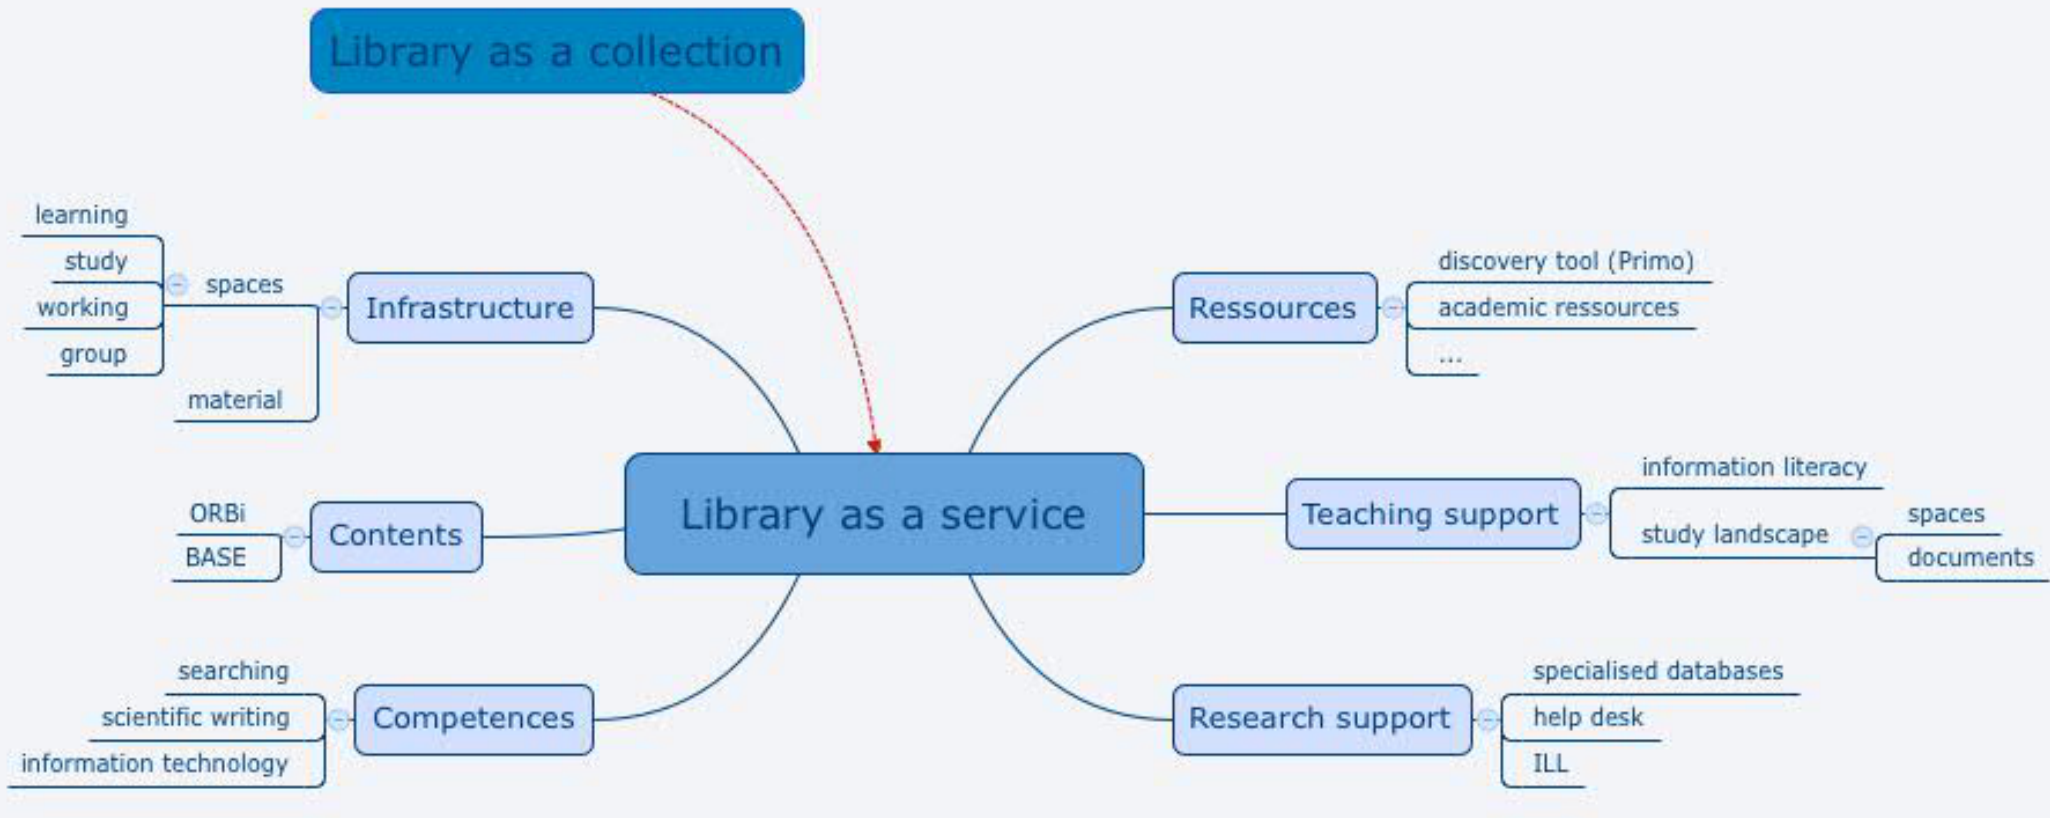 Library as a collection
learning
study
working
group
spaces
material
Infrastructure
ORBi
BASE
Contents
searching
scientific writing
information technology
Competences
Library as a service
Ressources
discovery tool (Primo)
academic ressources
...
Teaching support
information literacy
study landscape
spaces
documents
Research support
specialised databases
help desk
ILL